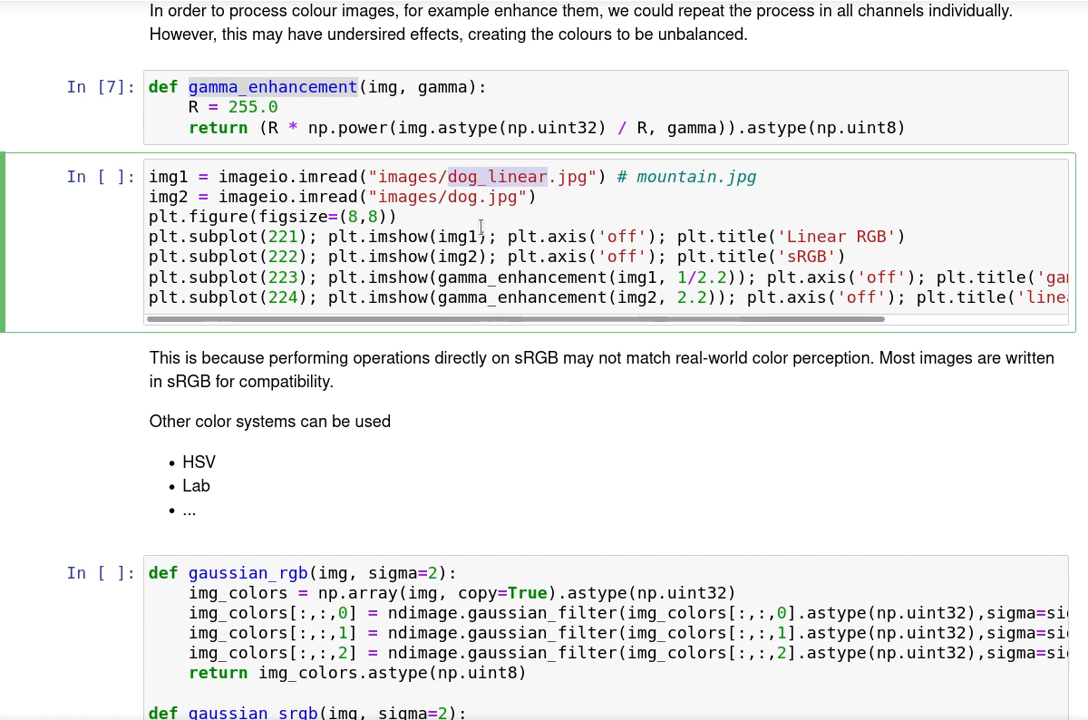 In order to process colour images, for example enhance them, we could repeat the process in all channels individually.
However, this may have undersired effects, creating the colours to be unbalanced.
In [7]: def gamma_enhancement(img, gamma):
R = 255.0
return (R * np.power(img.astype(np.uint32) / R, gamma)).astype(np.uint8)
In [ ]: img1 = imageio.imread("images/dog_linear.jpg") # mountain.jpg
img2 = imageio.imread("images/dog.jpg")
plt.figure(figsize=(8,8))
plt.subplot(221); plt.imshow(img1); plt.axis('off'); plt.title('Linear RGB')
plt.subplot(222); plt.imshow(img2); plt.axis('off'); plt.title('sRGB')
plt.subplot(223); plt.imshow(gamma_enhancement(img1, 1/2.2)); plt.axis('off'); plt.title('gam
plt.subplot(224); plt.imshow(gamma_enhancement(img2, 2.2)); plt.axis('off'); plt.title('linea
This is because performing operations directly on sRGB may not match real-world color perception. Most images are written
in sRGB for compatibility.
Other color systems can be used
• HSV
• Lab
• ...
In [ ]: def gaussian_rgb(img, sigma=2):
img_colors = np.array(img, copy=True).astype(np.uint32)
img_colors[:,:,0] = ndimage.gaussian_filter(img_colors[:,:,0].astype(np.uint32),sigma=si
img_colors[:,:,1] = ndimage.gaussian_filter(img_colors[:,:,1].astype(np.uint32),sigma=si
img_colors[:,:,2] = ndimage.gaussian_filter(img_colors[:,:,2].astype(np.uint32),sigma=si
return img_colors.astype(np.uint8)
def gaussian_srgb(img, sigma=2):